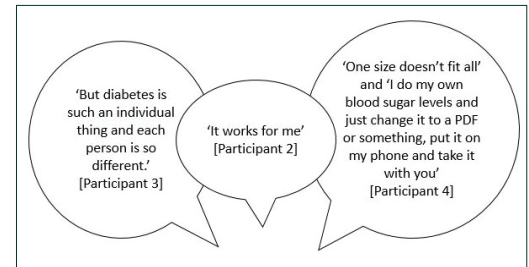 ‘But diabetes is
such an individual
thing and each
person is so
different.’
[Participant 3]
‘It works for me’
[Participant 2]
‘One size doesn’t fit all’
and ‘I do my own
blood sugar levels and
just change it to a PDF
or something, put it on
my phone and take it
with you’
[Participant 4]